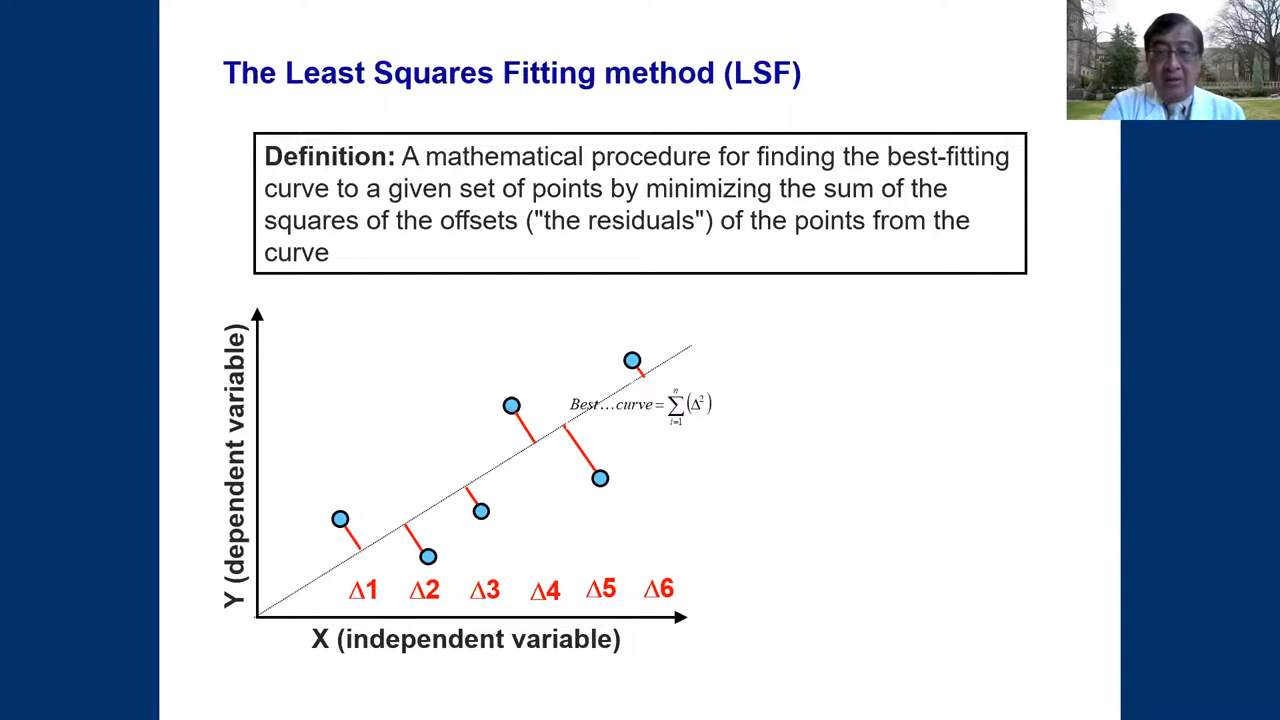 The Least Squares Fitting method (LSF)
Definition: A mathematical procedure for finding the best-fitting
curve to a given set of points by minimizing the sum of the
squares of the offsets ("the residuals") of the points from the
curve
Y (dependent variable)
Best…curve = ∑ᵢ₌₁ⁿ (Δ²)
Δ1 Δ2 Δ3 Δ4 Δ5 Δ6
X (independent variable)